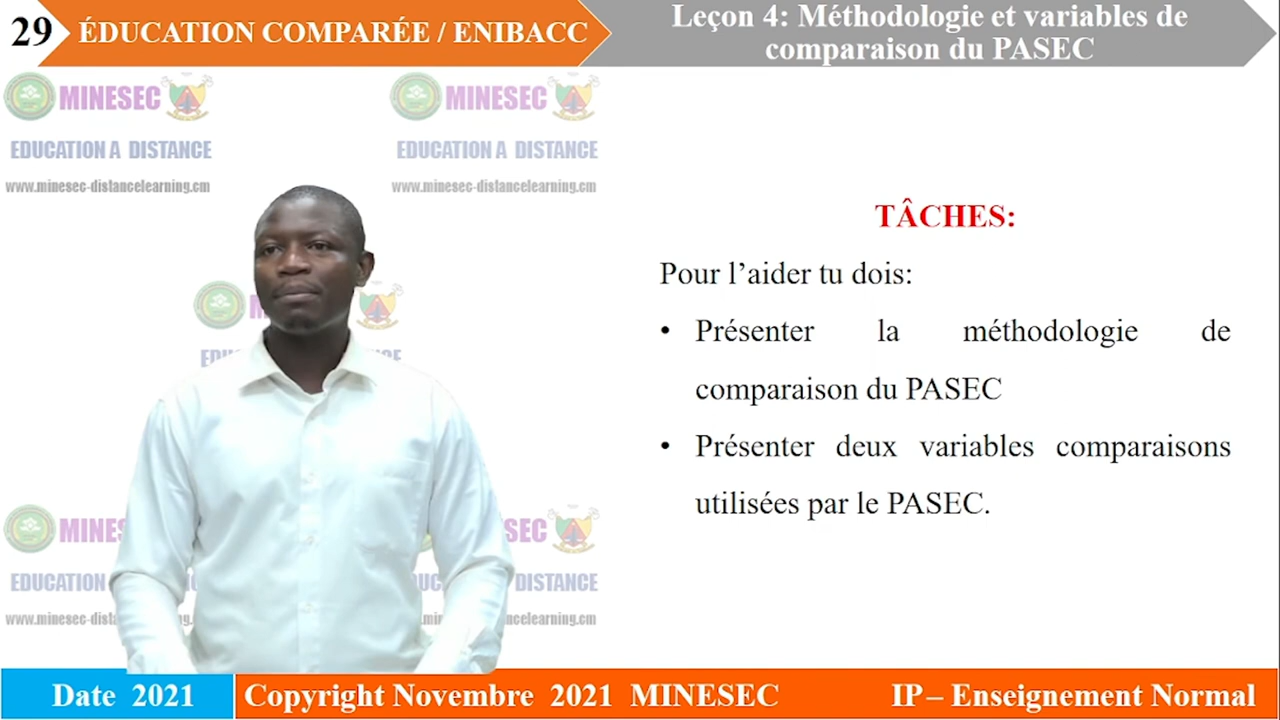 29
ÉDUCATION COMPARÉE / ENIBACC
Leçon 4: Méthodologie et variables de
comparaison du PASEC
MINESEC
EDUCATION A DISTANCE
www.minesec-distancelearning.cm
MINESEC
EDUCATION A DISTANCE
www.minesec-distancelearning.cm
TÂCHES:
Pour l’aider tu dois:
• Présenter la méthodologie de
comparaison du PASEC
• Présenter deux variables comparaisons
utilisées par le PASEC.
EDUCATION
DISTANCE
Date 2021
Copyright Novembre 2021 MINESEC
IP – Enseignement Normal